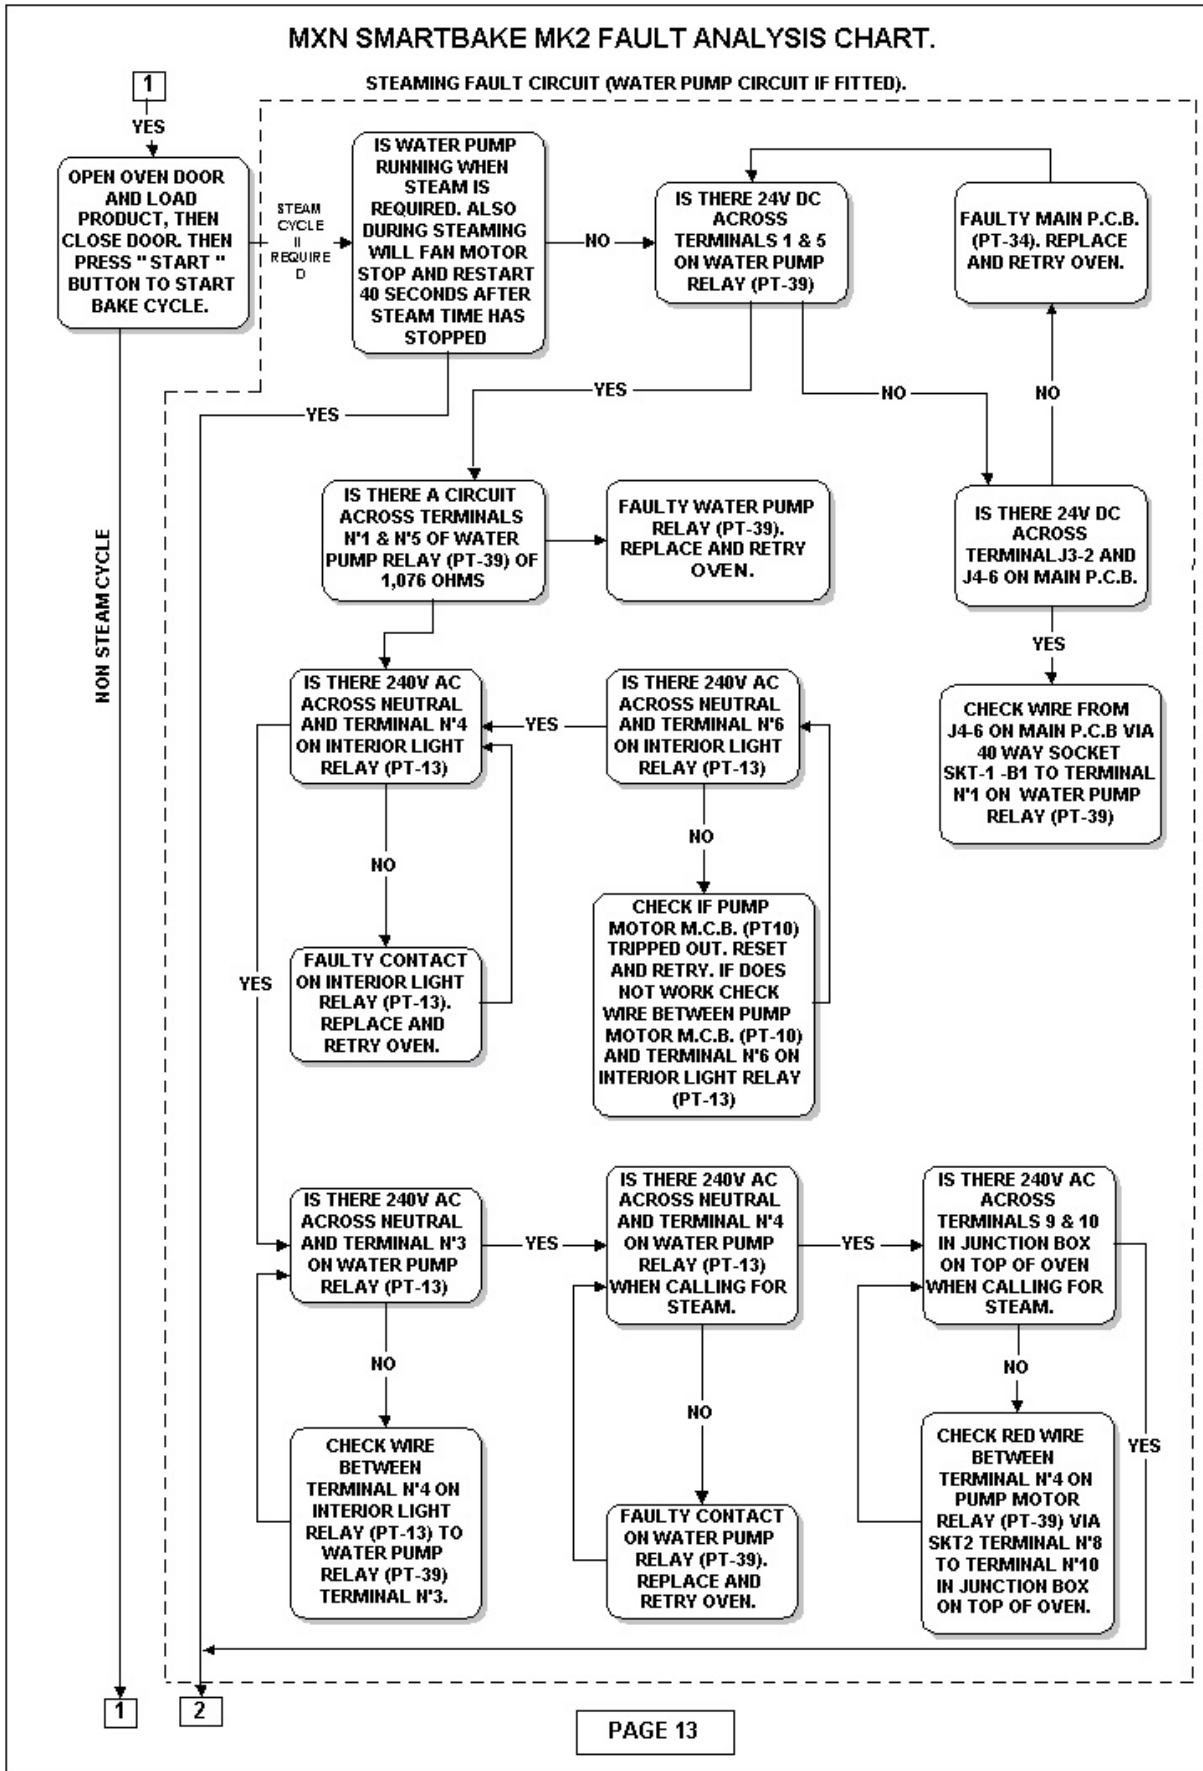 MXN SMARTBAKE MK2 FAULT ANALYSIS CHART.
STEAMING FAULT CIRCUIT (WATER PUMP CIRCUIT IF FITTED).
1
YES
OPEN OVEN DOOR
AND LOAD
PRODUCT, THEN
CLOSE DOOR. THEN
PRESS " START "
BUTTON TO START
BAKE CYCLE.
STEAM
CYCLE
II
REQUIRE
D
IS WATER PUMP
RUNNING WHEN
STEAM IS
REQUIRED. ALSO
DURING STEAMING
WILL FAN MOTOR
STOP AND RESTART
40 SECONDS AFTER
STEAM TIME HAS
STOPPED
NO
IS THERE 24V DC
ACROSS
TERMINALS 1 & 5
ON WATER PUMP
RELAY (PT-39)
FAULTY MAIN P.C.B.
(PT-34). REPLACE
AND RETRY OVEN.
YES
YES
NO
NO
IS THERE A CIRCUIT
ACROSS TERMINALS
N'1 & N'5 OF WATER
PUMP RELAY (PT-39) OF
1,076 OHMS
FAULTY WATER PUMP
RELAY (PT-39).
REPLACE AND RETRY
OVEN.
IS THERE 24V DC
ACROSS
TERMINAL J3-2 AND
J4-6 ON MAIN P.C.B.
YES
NON STEAM CYCLE
IS THERE 240V AC
ACROSS NEUTRAL
AND TERMINAL N'4
ON INTERIOR LIGHT
RELAY (PT-13)
YES
IS THERE 240V AC
ACROSS NEUTRAL
AND TERMINAL N'6
ON INTERIOR LIGHT
RELAY (PT-13)
CHECK WIRE FROM
J4-6 ON MAIN P.C.B VIA
40 WAY SOCKET
SKT-1 -B1 TO TERMINAL
N'1 ON WATER PUMP
RELAY (PT-39)
NO
NO
YES
FAULTY CONTACT
ON INTERIOR LIGHT
RELAY (PT-13).
REPLACE AND
RETRY OVEN.
CHECK IF PUMP
MOTOR M.C.B. (PT10)
TRIPPED OUT. RESET
AND RETRY. IF DOES
NOT WORK CHECK
WIRE BETWEEN PUMP
MOTOR M.C.B. (PT-10)
AND TERMINAL N'6 ON
INTERIOR LIGHT RELAY
(PT-13)
IS THERE 240V AC
ACROSS NEUTRAL
AND TERMINAL N'3
ON WATER PUMP
RELAY (PT-13)
YES
IS THERE 240V AC
ACROSS NEUTRAL
AND TERMINAL N'4
ON WATER PUMP
RELAY (PT-13)
WHEN CALLING FOR
STEAM.
YES
IS THERE 240V AC
ACROSS
TERMINALS 9 & 10
IN JUNCTION BOX
ON TOP OF OVEN
WHEN CALLING FOR
STEAM.
NO
NO
NO
YES
CHECK WIRE
BETWEEN
TERMINAL N'4 ON
INTERIOR LIGHT
RELAY (PT-13) TO
WATER PUMP
RELAY (PT-39)
TERMINAL N'3.
FAULTY CONTACT
ON WATER PUMP
RELAY (PT-39).
REPLACE AND
RETRY OVEN.
CHECK RED WIRE
BETWEEN
TERMINAL N'4 ON
PUMP MOTOR
RELAY (PT-39) VIA
SKT2 TERMINAL N'8
TO TERMINAL N'10
IN JUNCTION BOX
ON TOP OF OVEN.
1
2
PAGE 13